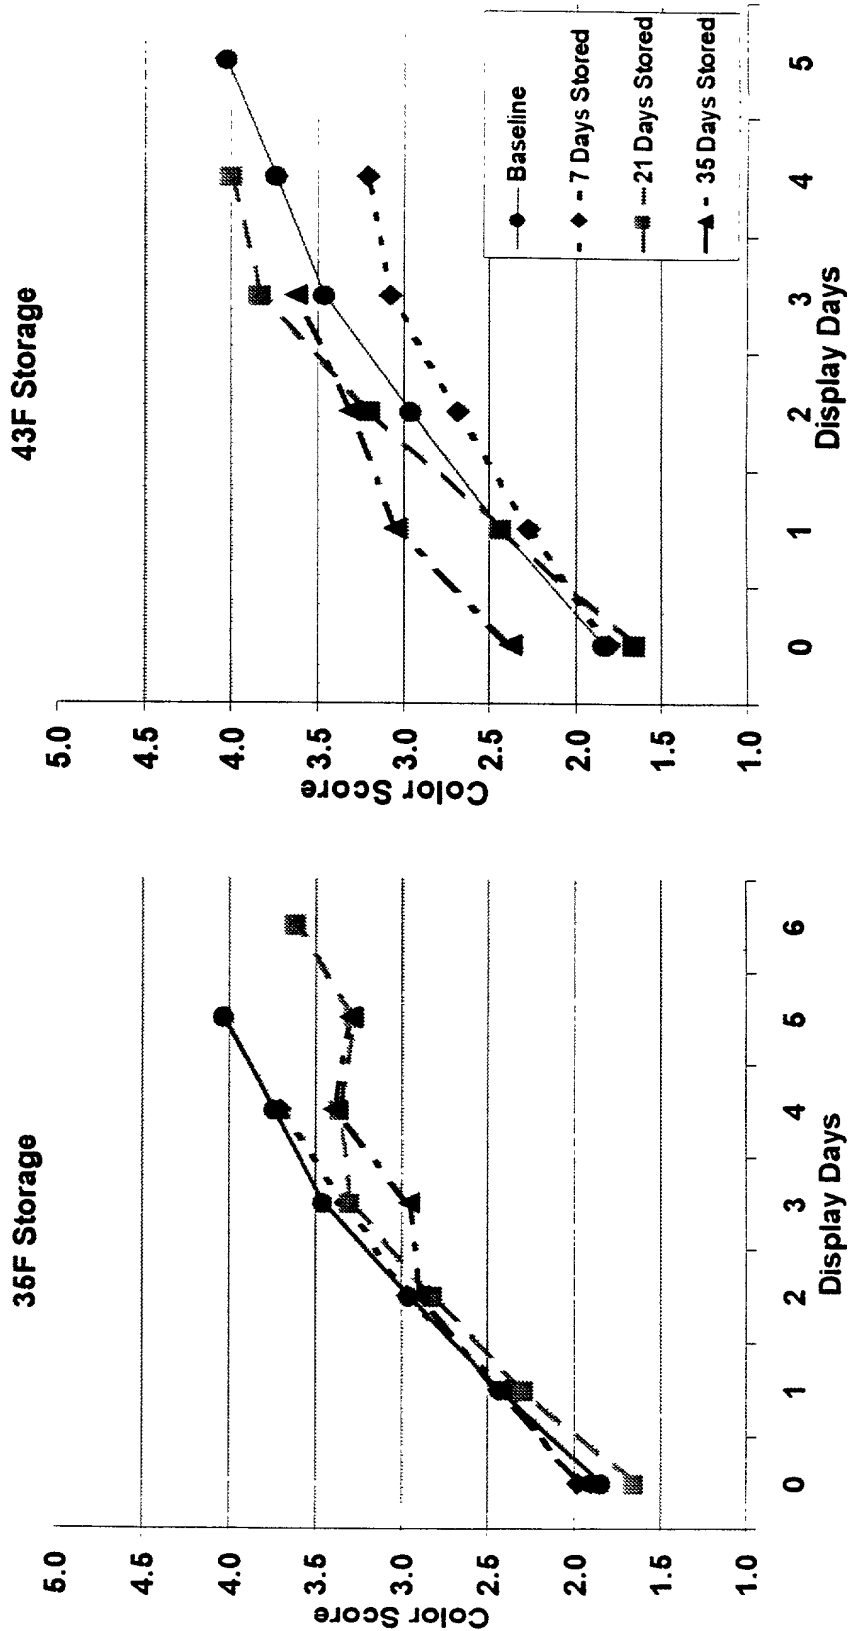 35F Storage
5.0
4.5
4.0
3.5
3.0
2.5
2.0
1.5
1.0
Color Score
0 1 2 3 4 5 6
Display Days
43F Storage
5.0
4.5
4.0
3.5
3.0
2.5
2.0
1.5
1.0
Color Score
0 1 2 3 4 5
Display Days
Baseline
7 Days Stored
21 Days Stored
35 Days Stored